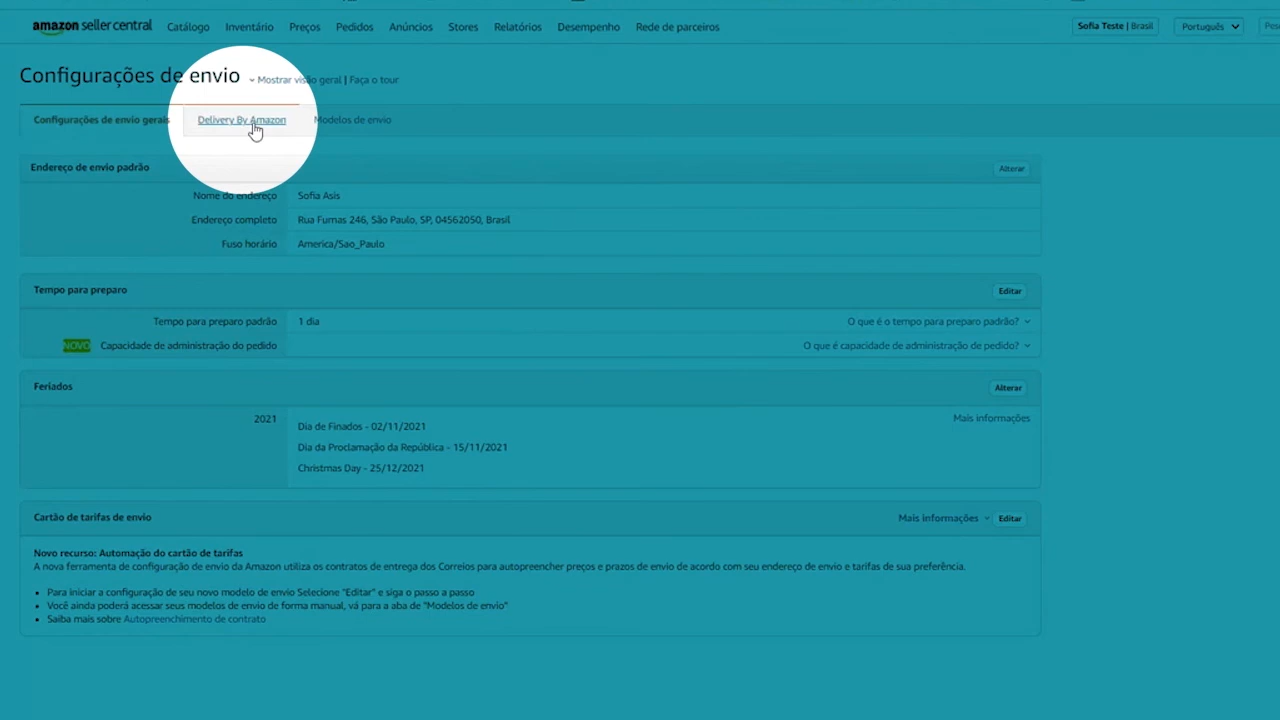 amazon seller central Catálogo Inventário Preços Pedidos Anúncios Stores Relatórios Desempenho Rede de parceiros Sofia Teste | Brasil Português
Configurações de envio Mostrar visão geral | Faça o tour
Configurações de envio gerais Delivery By Amazon Modelos de envio
Endereço de envio padrão Alterar
Nome do endereço Sofia Asis
Endereço completo Rua Furnas 246, São Paulo, SP, 04562050, Brasil
Fuso horário America/Sao_Paulo
Tempo para preparo Editar
Tempo para preparo padrão 1 dia O que é o tempo para preparo padrão?
NOVO Capacidade de administração do pedido O que é capacidade de administração de pedido?
Feriados Alterar
2021 Mais informações
Dia de Finados - 02/11/2021
Dia da Proclamação da República - 15/11/2021
Christmas Day - 25/12/2021
Cartão de tarifas de envio Mais informações Editar
Novo recurso: Automação do cartão de tarifas
A nova ferramenta de configuração de envio da Amazon utiliza os contratos de entrega dos Correios para autopreencher preços e prazos de envio de acordo com seu endereço de envio e tarifas de sua preferência.
• Para iniciar a configuração de seu novo modelo de envio Selecione "Editar" e siga o passo a passo
• Você ainda poderá acessar seus modelos de envio de forma manual, vá para a aba de "Modelos de envio"
• Saiba mais sobre Autopreenchimento de contrato